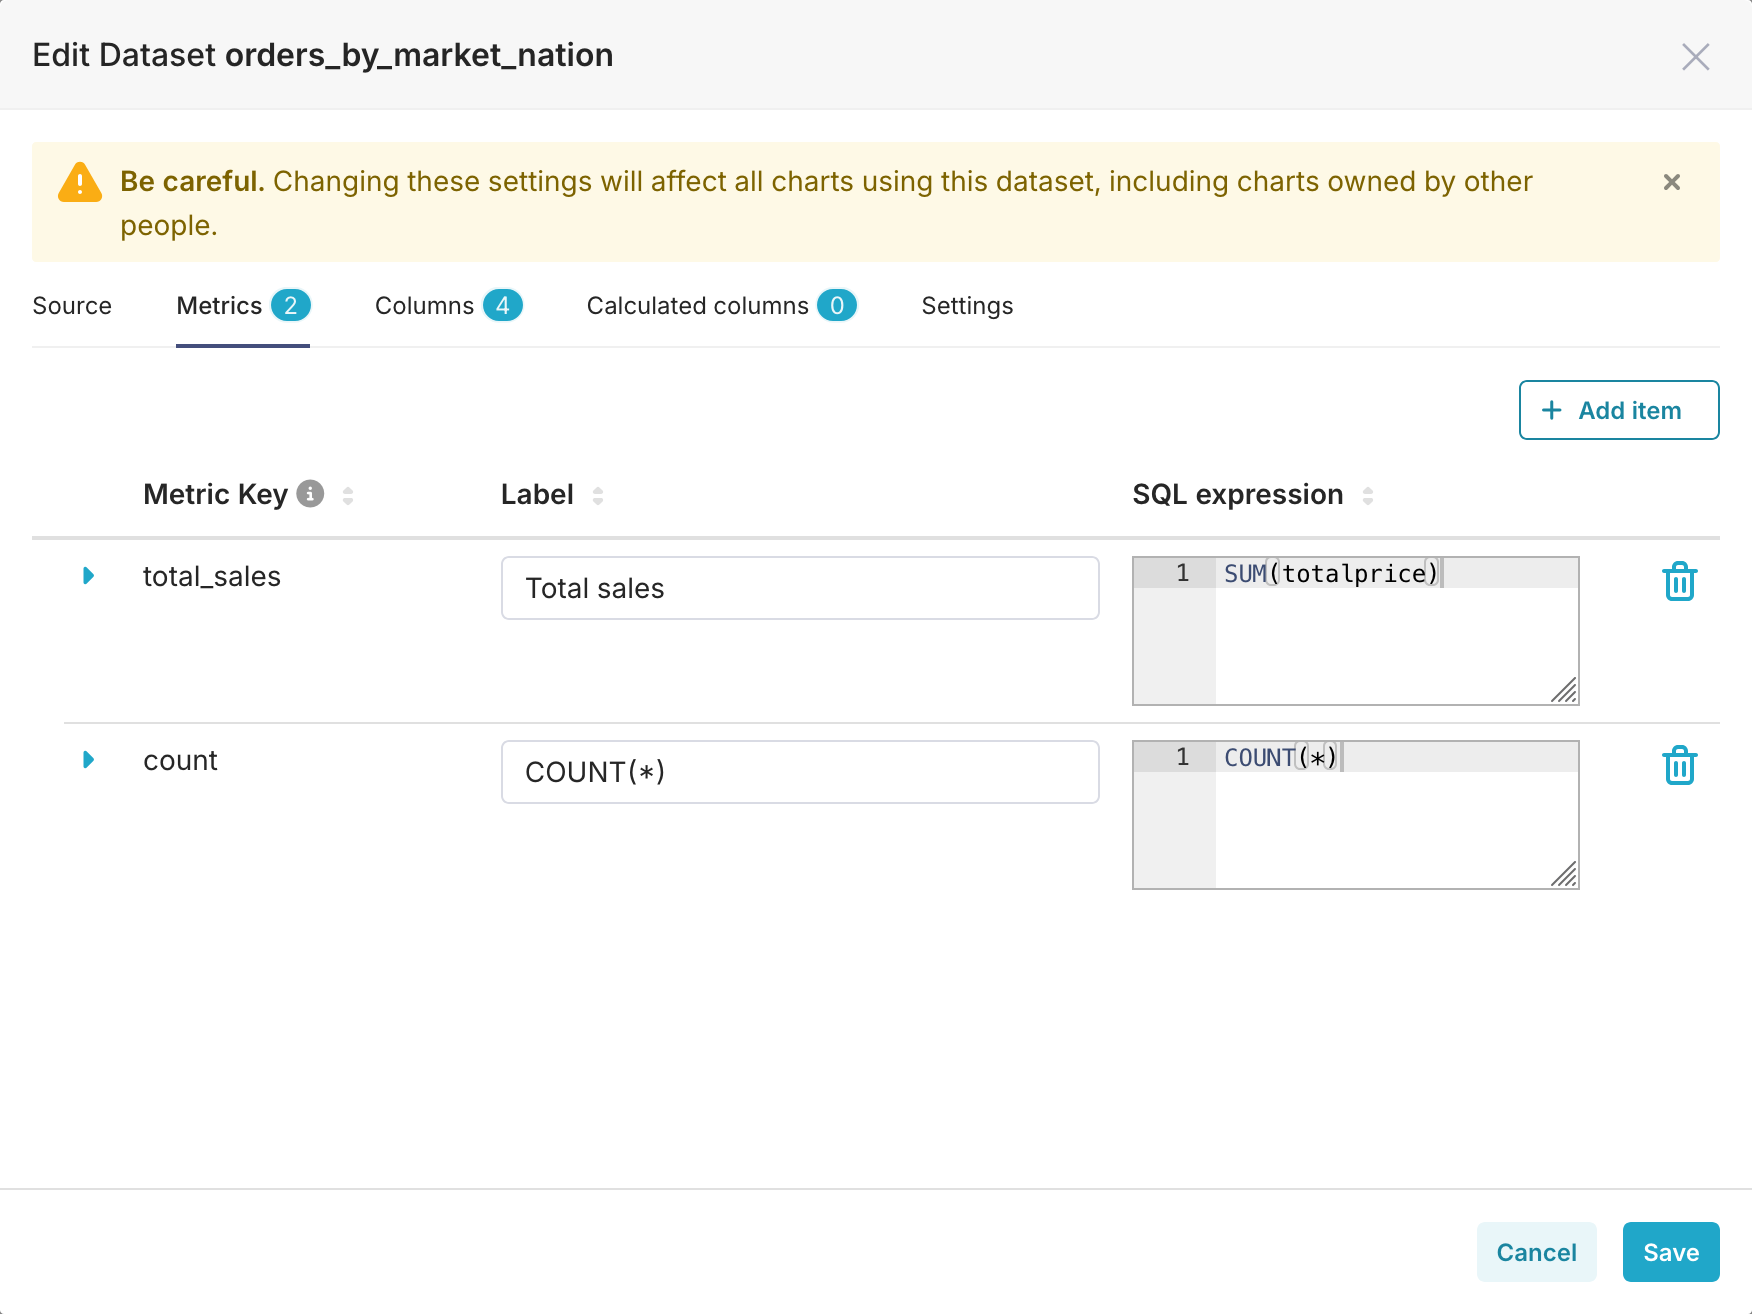 Edit Dataset orders_by_market_nation
Be careful. Changing these settings will affect all charts using this dataset, including charts owned by other
people.
Source Metrics 2 Columns 4 Calculated columns 0 Settings
+ Add item
Metric Key Label SQL expression
total_sales Total sales 1 SUM(totalprice)
count COUNT(*) 1 COUNT(*)
Cancel Save